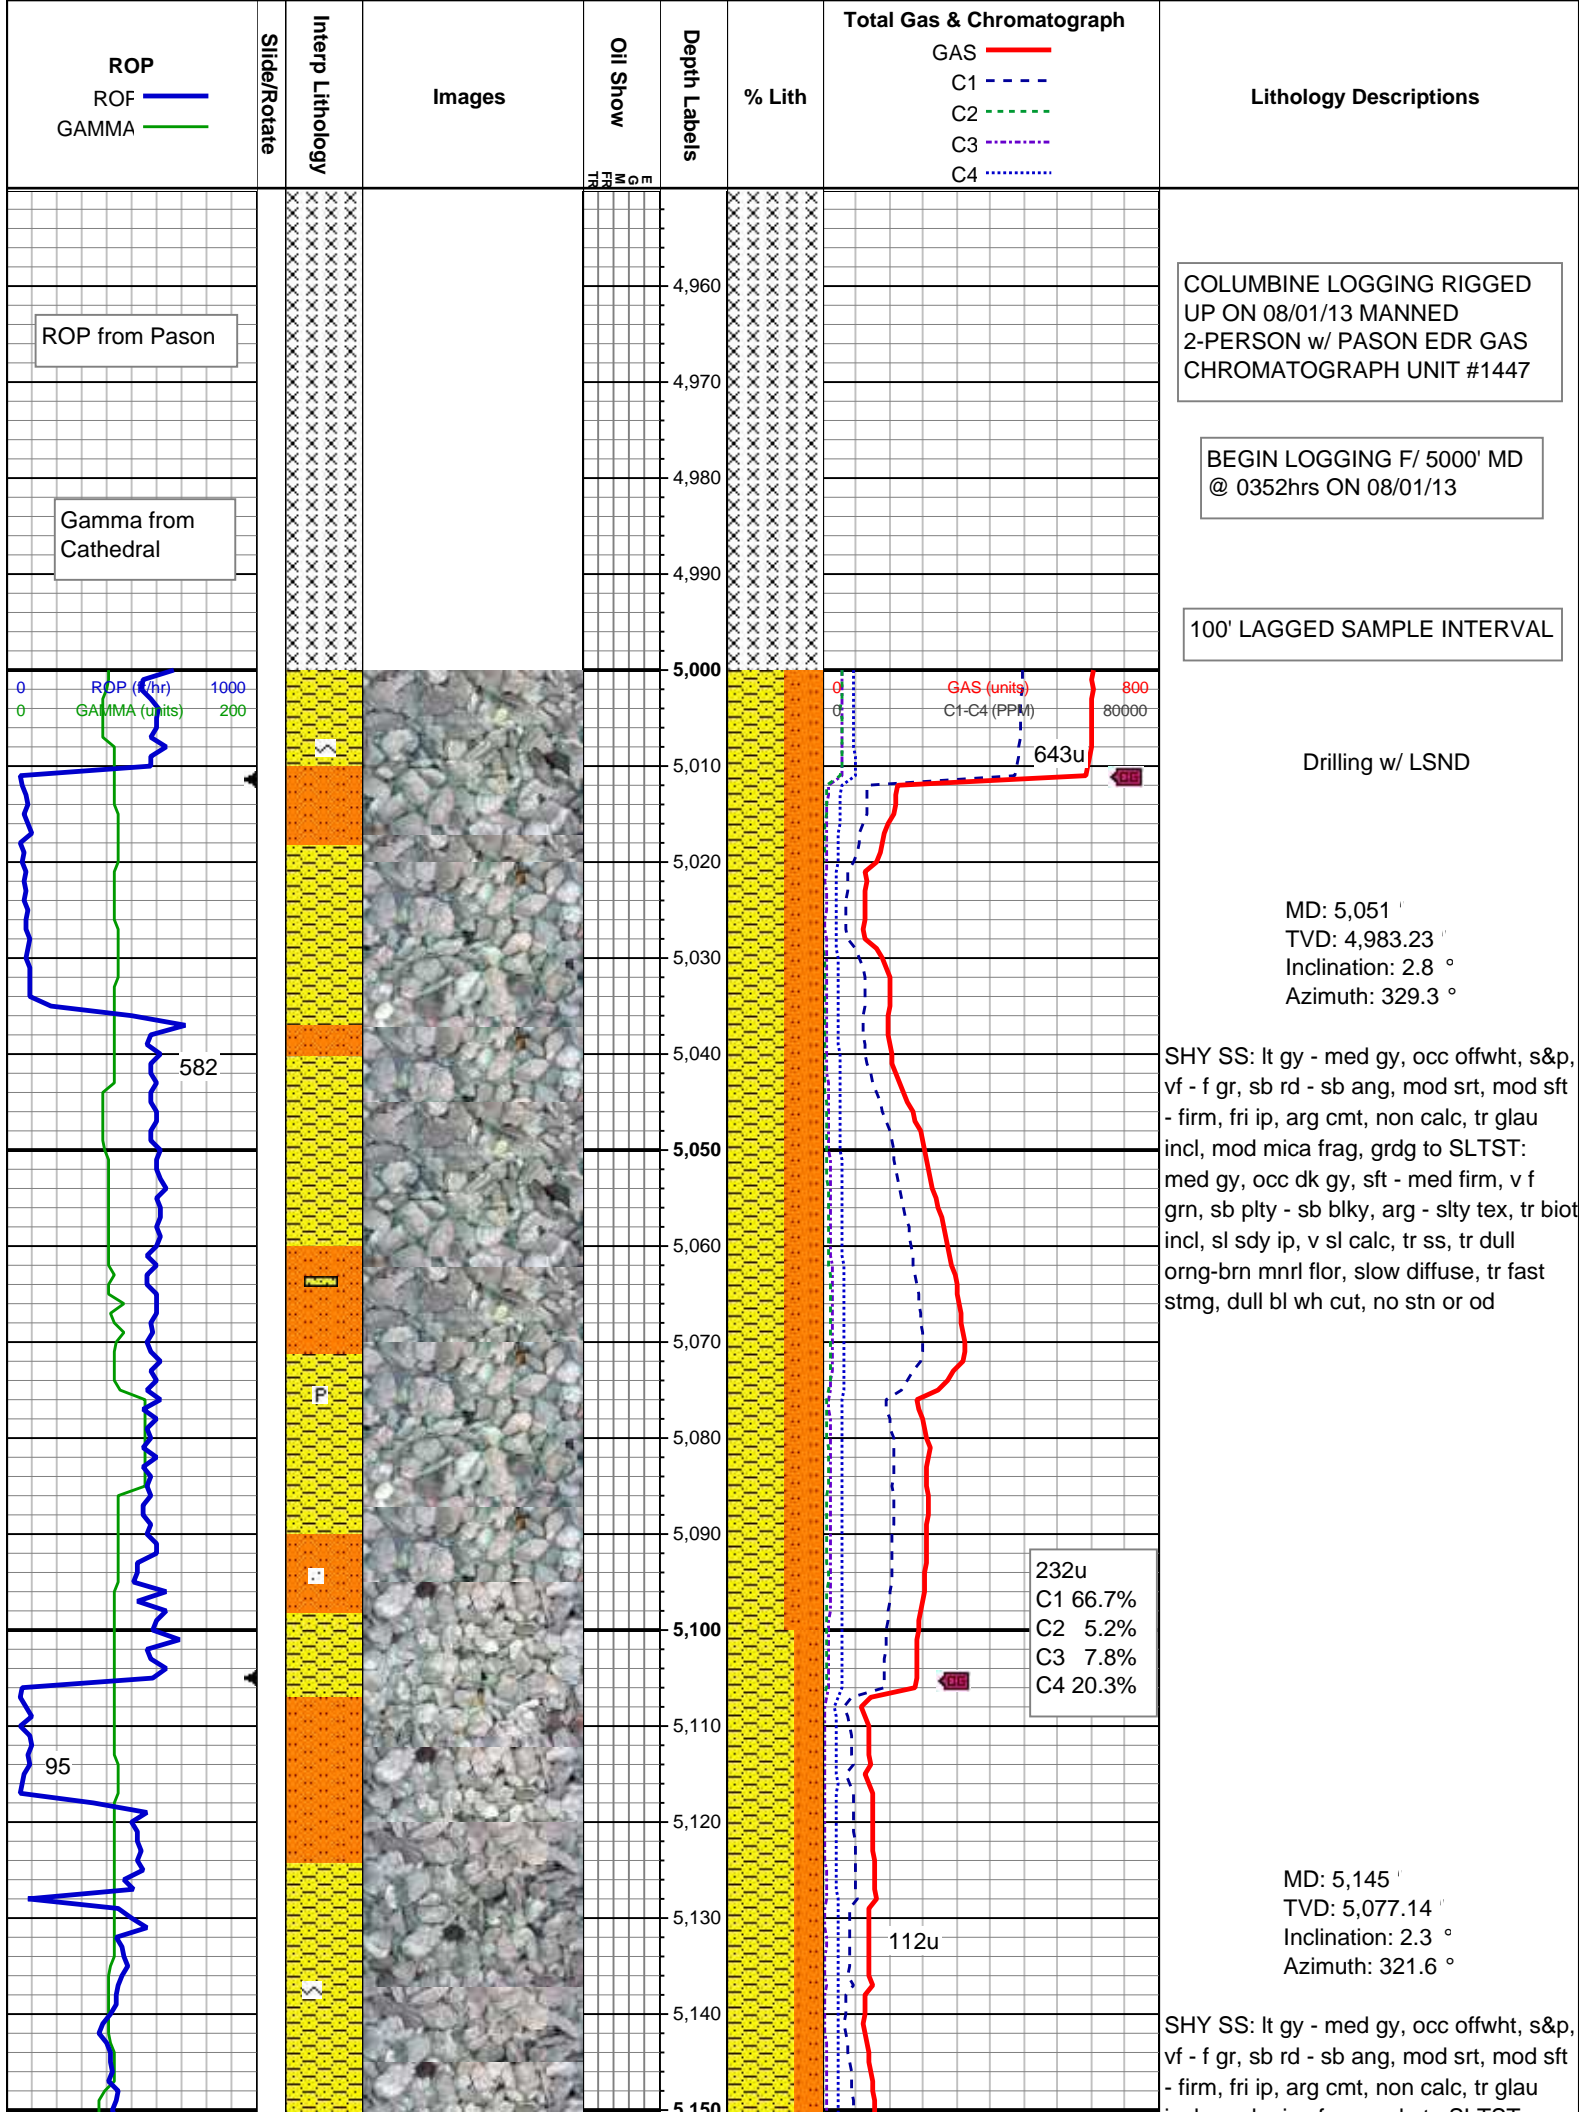 ROP
ROP
GAMMA
Slide/Rotate
Interp Lithology
Images
Oil Show
TR
FR
M
G
E
Depth Labels
% Lith
Total Gas & Chromatograph
GAS
C1
C2
C3
C4
Lithology Descriptions
ROP from Pason
Gamma from
Cathedral
4,960
4,970
4,980
4,990
5,000
5,010
5,020
5,030
5,040
5,050
5,060
5,070
5,080
5,090
5,100
5,110
5,120
5,130
5,140
5,150
0 ROP (ft/hr) 1000
0 GAMMA (units) 200
582
95
P
0 GAS (units) 800
0 C1-C4 (PPM) 80000
643u
CG
232u
C1 66.7%
C2 5.2%
C3 7.8%
C4 20.3%
CG
112u
COLUMBINE LOGGING RIGGED
UP ON 08/01/13 MANNED
2-PERSON w/ PASON EDR GAS
CHROMATOGRAPH UNIT #1447
BEGIN LOGGING F/ 5000' MD
@ 0352hrs ON 08/01/13
100' LAGGED SAMPLE INTERVAL
Drilling w/ LSND
MD: 5,051 '
TVD: 4,983.23 '
Inclination: 2.8 °
Azimuth: 329.3 °
SHY SS: lt gy - med gy, occ offwht, s&p,
vf - f gr, sb rd - sb ang, mod srt, mod sft
- firm, fri ip, arg cmt, non calc, tr glau
incl, mod mica frag, grdg to SLTST:
med gy, occ dk gy, sft - med firm, v f
grn, sb plty - sb blky, arg - slty tex, tr biot
incl, sl sdy ip, v sl calc, tr ss, tr dull
orng-brn mnrl flor, slow diffuse, tr fast
stmg, dull bl wh cut, no stn or od
MD: 5,145 '
TVD: 5,077.14 '
Inclination: 2.3 °
Azimuth: 321.6 °
SHY SS: lt gy - med gy, occ offwht, s&p,
vf - f gr, sb rd - sb ang, mod srt, mod sft
- firm, fri ip, arg cmt, non calc, tr glau